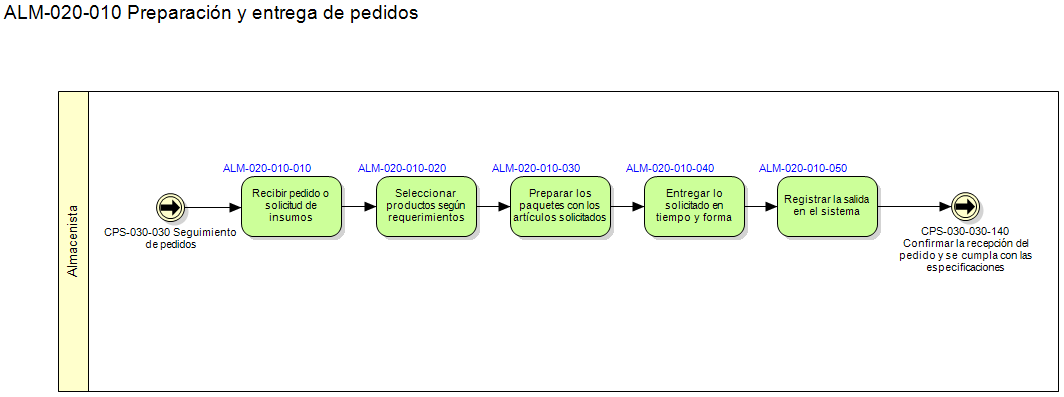 ALM-020-010 Preparación y entrega de pedidos
Almacenista
CPS-030-030 Seguimiento
de pedidos
ALM-020-010-010
Recibir pedido o
solicitud de
insumos
ALM-020-010-020
Seleccionar
productos según
requerimientos
ALM-020-010-030
Preparar los
paquetes con los
artículos solicitados
ALM-020-010-040
Entregar lo
solicitado en
tiempo y forma
ALM-020-010-050
Registrar la salida
en el sistema
CPS-030-030-140
Confirmar la recepción del
pedido y se cumpla con las
especificaciones